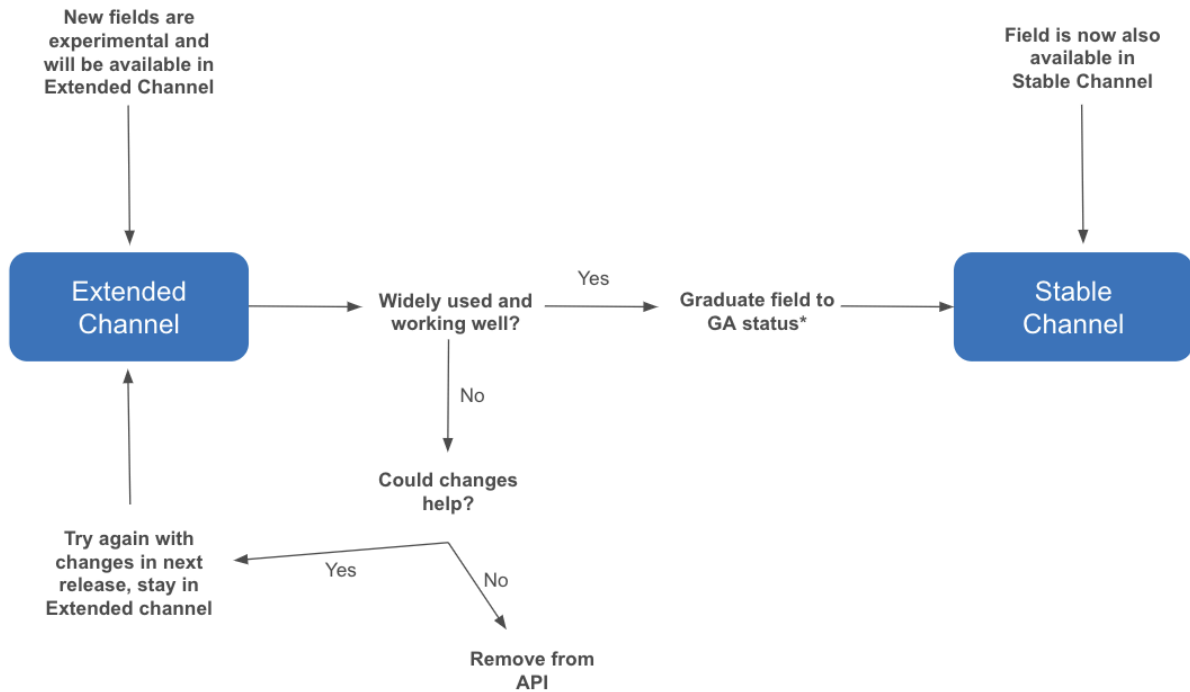 New fields are
experimental and
will be available in
Extended Channel
Field is now also
available in
Stable Channel
Extended
Channel
Widely used and
working well?
Yes
Graduate field to
GA status*
Stable
Channel
No
Could changes
help?
Try again with
changes in next
release, stay in
Extended channel
Yes
No
Remove from
API